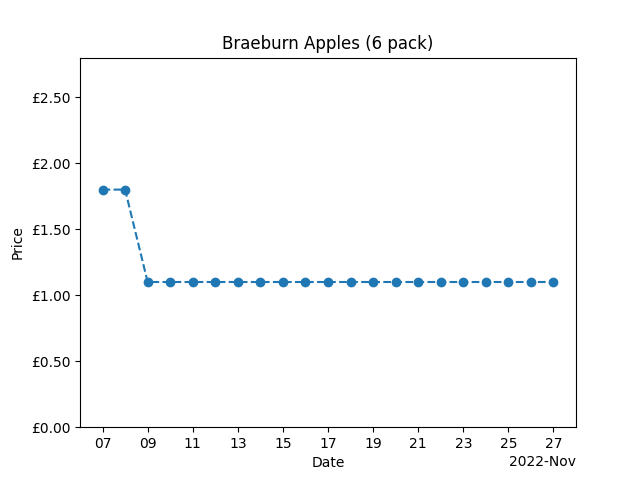 Braeburn Apples (6 pack)
£2.50
£2.00
£1.50
£1.00
£0.50
£0.00
Price
07 09 11 13 15 17 19 21 23 25 27
Date
2022-Nov